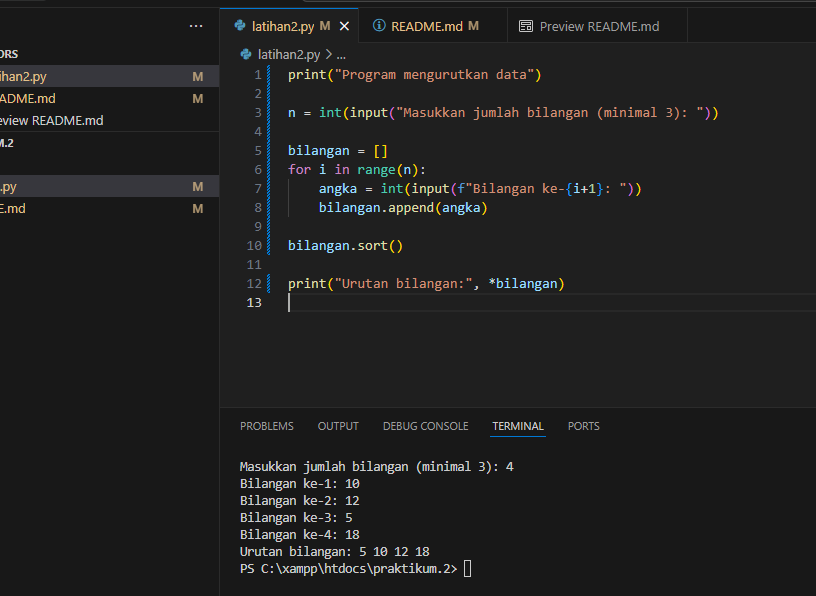 latihan2.py M
README.md M
Preview README.md
ORS
ihan2.py M
ADME.md M
eview README.md
M.2
.py M
E.md M
latihan2.py > ...
1 print("Program mengurutkan data")
2
3 n = int(input("Masukkan jumlah bilangan (minimal 3): "))
4
5 bilangan = []
6 for i in range(n):
7     angka = int(input(f"Bilangan ke-{i+1}: "))
8     bilangan.append(angka)
9
10 bilangan.sort()
11
12 print("Urutan bilangan:", *bilangan)
13
PROBLEMS OUTPUT DEBUG CONSOLE TERMINAL PORTS
Masukkan jumlah bilangan (minimal 3): 4
Bilangan ke-1: 10
Bilangan ke-2: 12
Bilangan ke-3: 5
Bilangan ke-4: 18
Urutan bilangan: 5 10 12 18
PS C:\xampp\htdocs\praktikum.2>